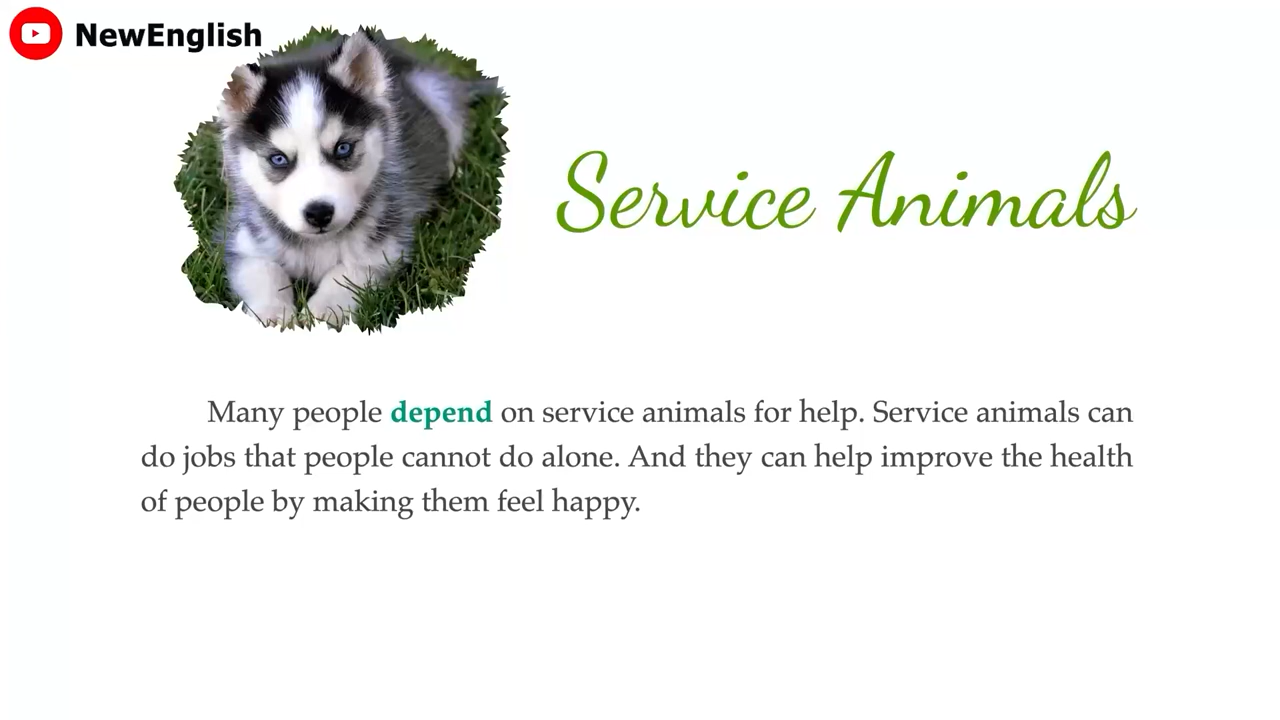 NewEnglish
Service Animals
Many people depend on service animals for help. Service animals can
do jobs that people cannot do alone. And they can help improve the health
of people by making them feel happy.